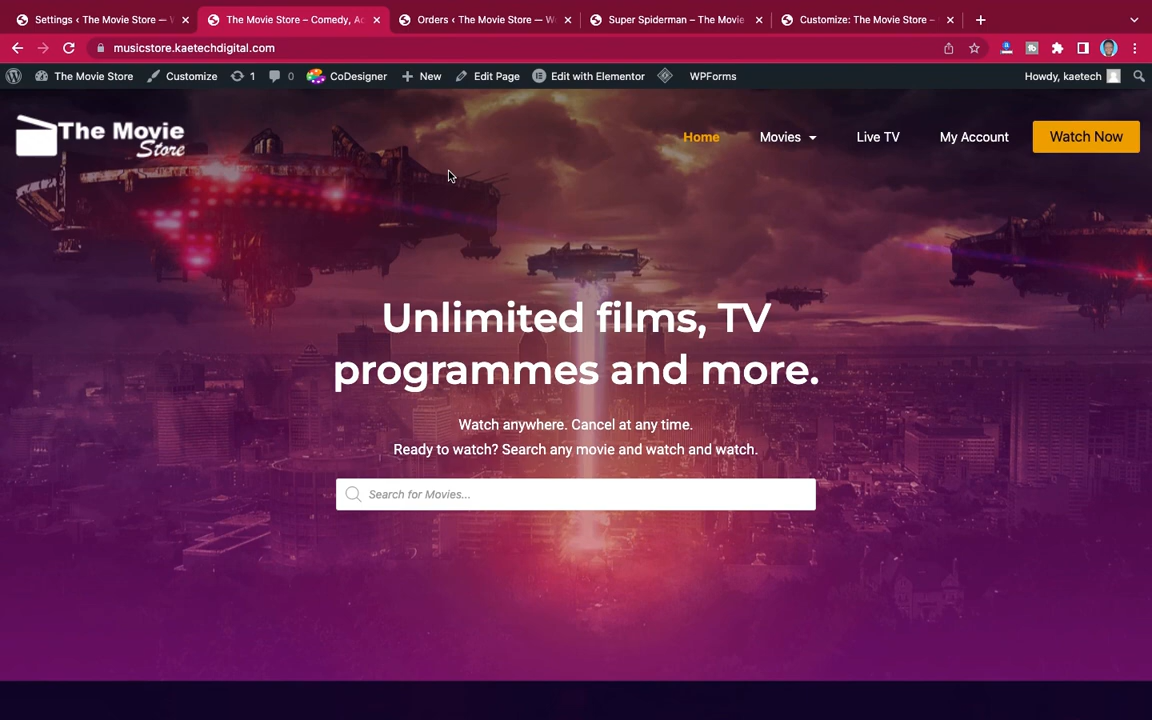 Settings ‹ The Movie Store — W
The Movie Store – Comedy, Ac
Orders ‹ The Movie Store — W
Super Spiderman – The Movie
Customize: The Movie Store –
musicstore.kaetechdigital.com
The Movie Store
Customize
1
0
CoDesigner
New
Edit Page
Edit with Elementor
WPForms
Howdy, kaetech
The Movie
Store
Home
Movies
Live TV
My Account
Watch Now
Unlimited films, TV
programmes and more.
Watch anywhere. Cancel at any time.
Ready to watch? Search any movie and watch and watch.
Search for Movies...